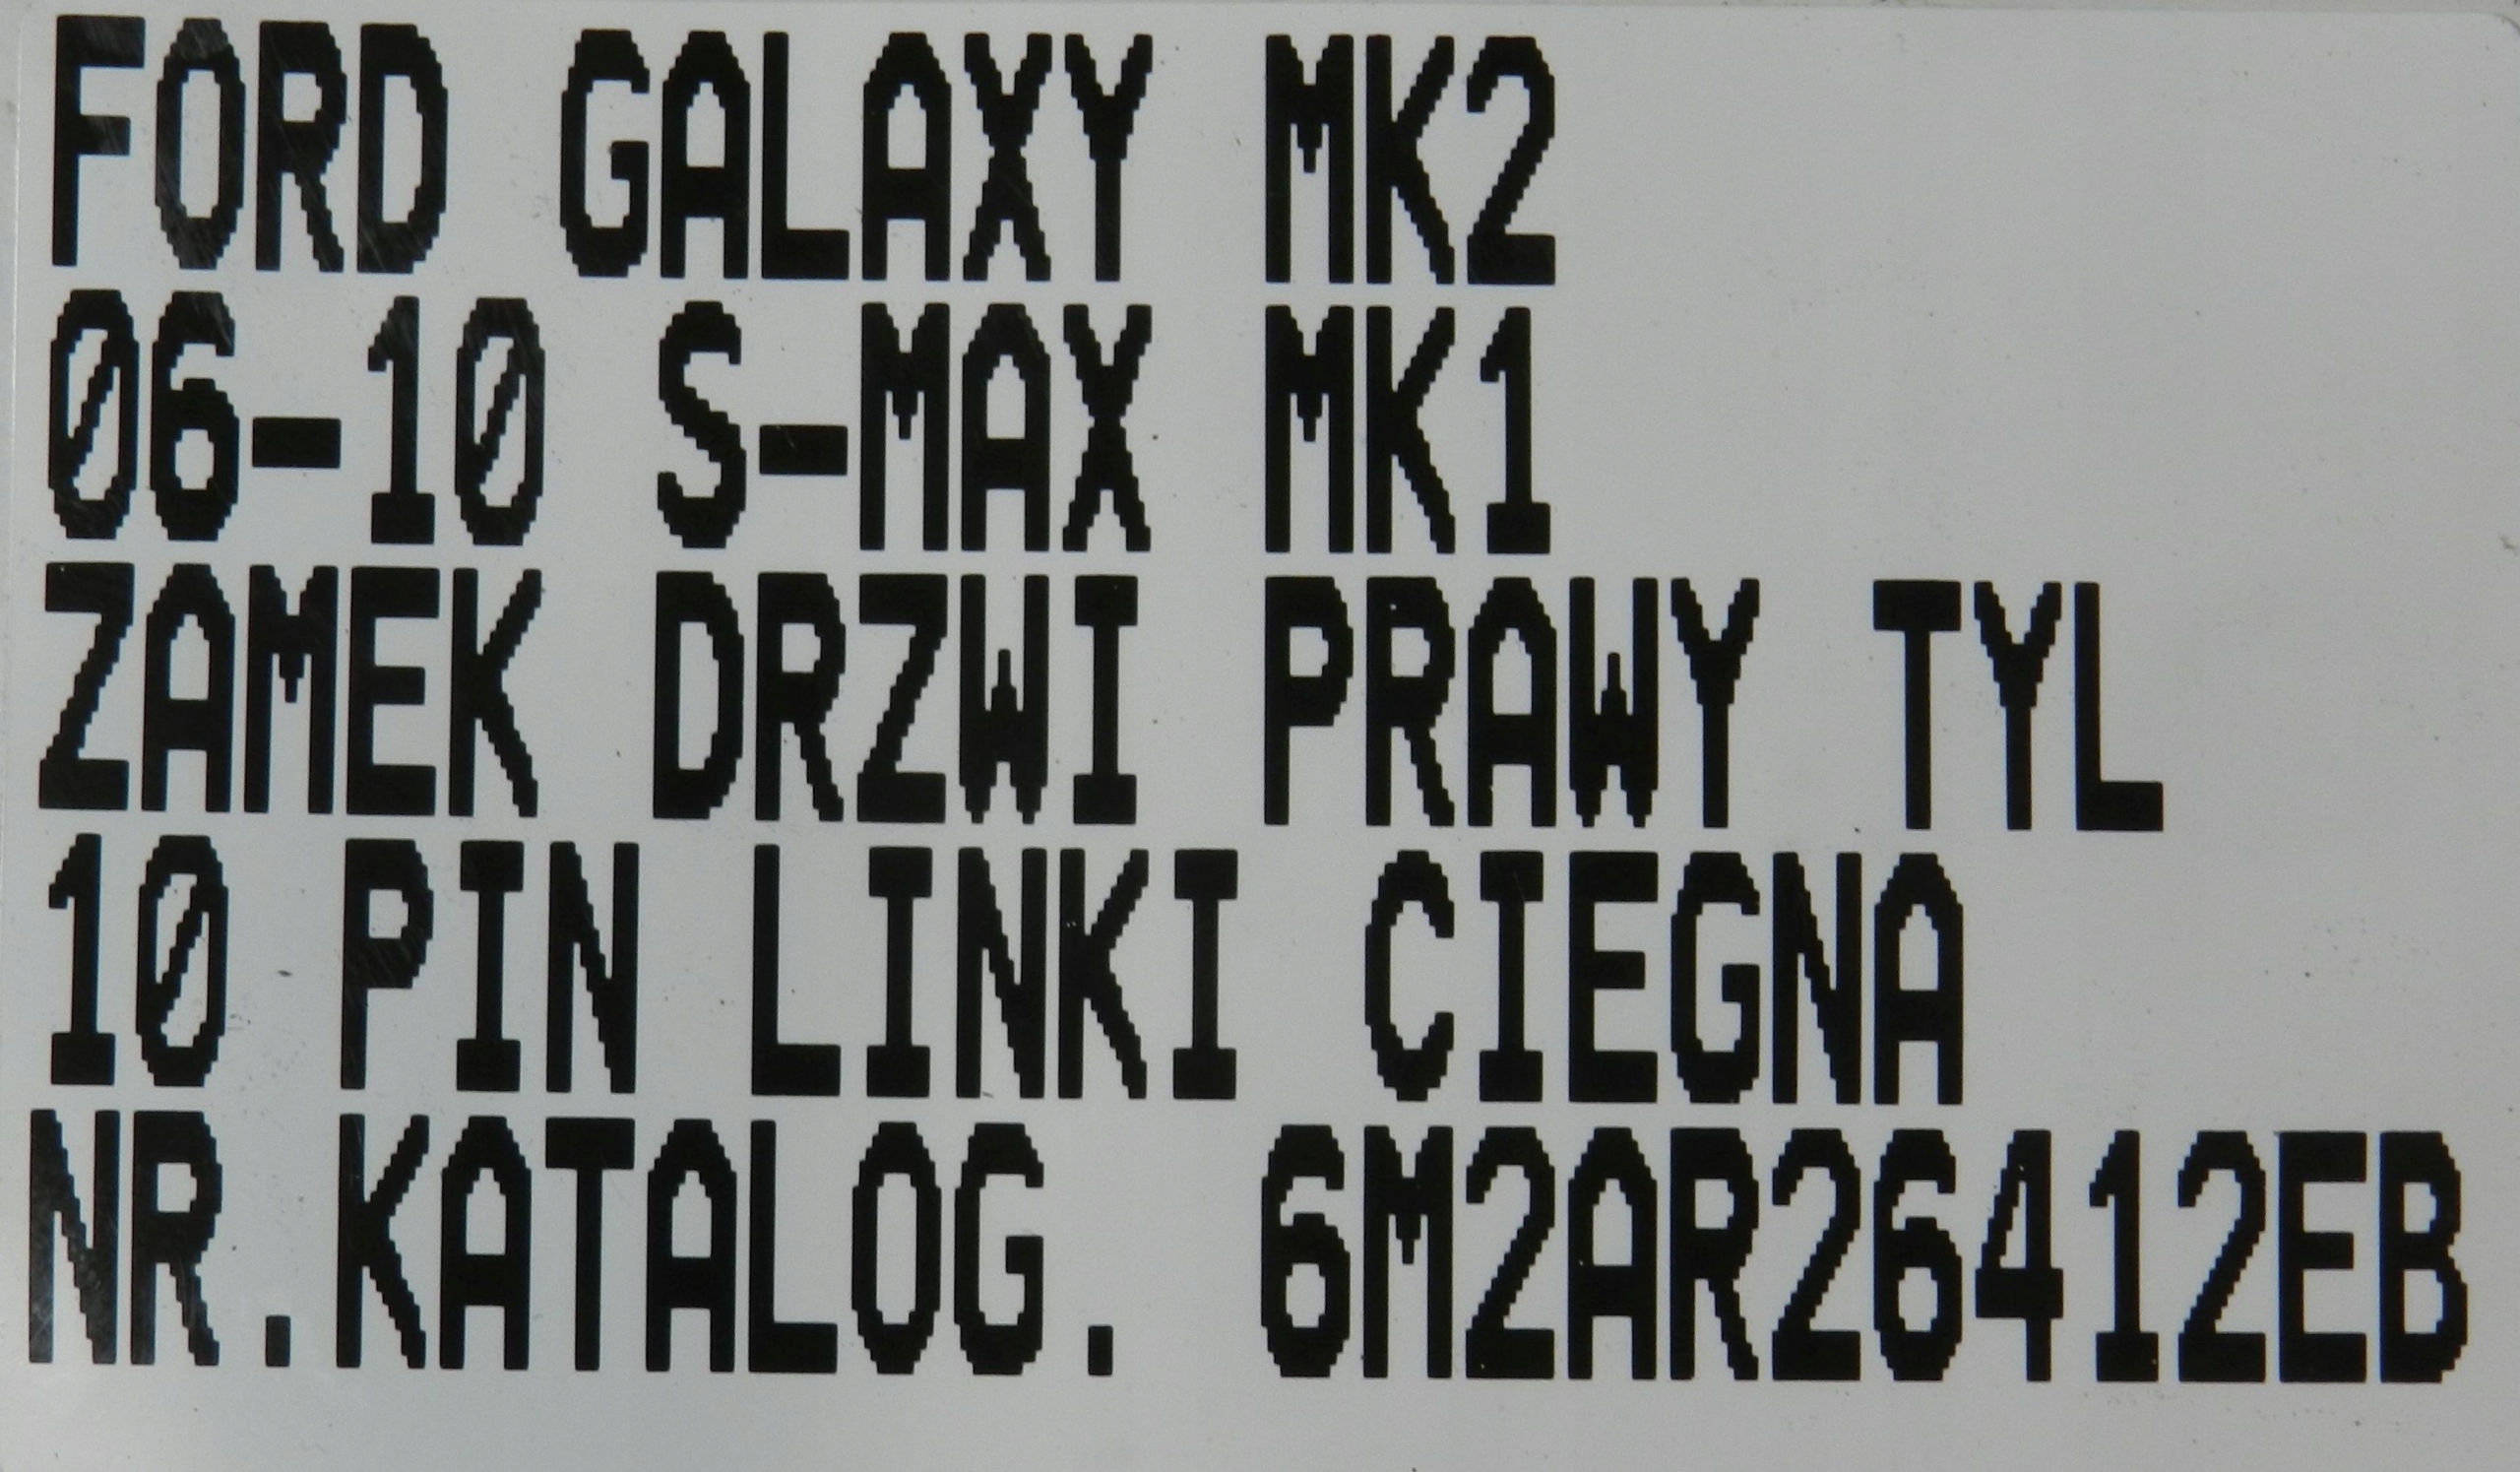 FORD GALAXY MK2
06-10 S-MAX MK1
ZAMEK DRZWI PRAWY TYL
10 PIN LINKI CIEGNA
NR.KATALOG. 6M2AR26412EB